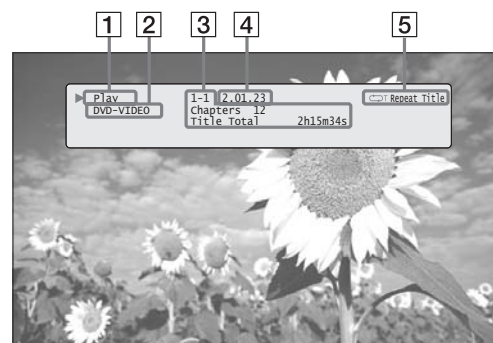 1 2 3 4 5
Play 1-1 2.01.23 T Repeat Title
DVD-VIDEO Chapters 12
Title Total 2h15m34s